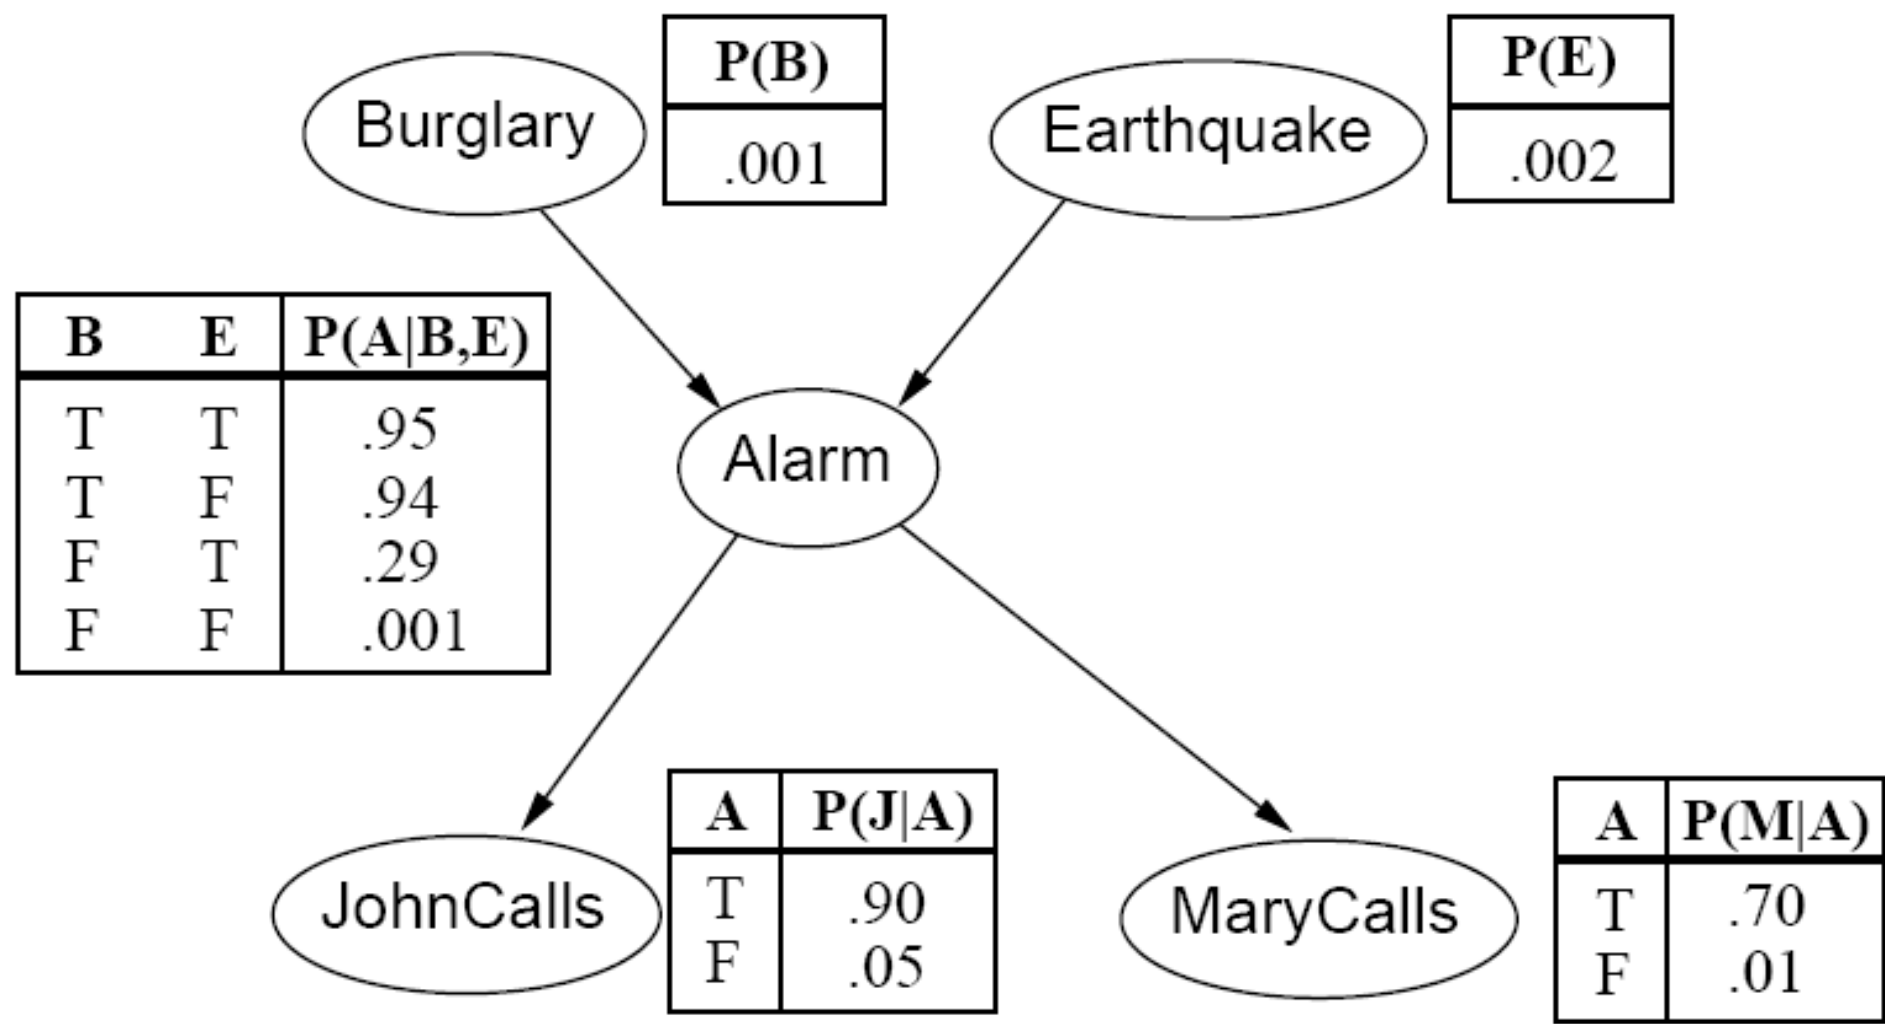 Burglary
P(B)
.001
Earthquake
P(E)
.002
B E P(A|B,E)
T T .95
T F .94
F T .29
F F .001
Alarm
JohnCalls
A P(J|A)
T .90
F .05
MaryCalls
A P(M|A)
T .70
F .01